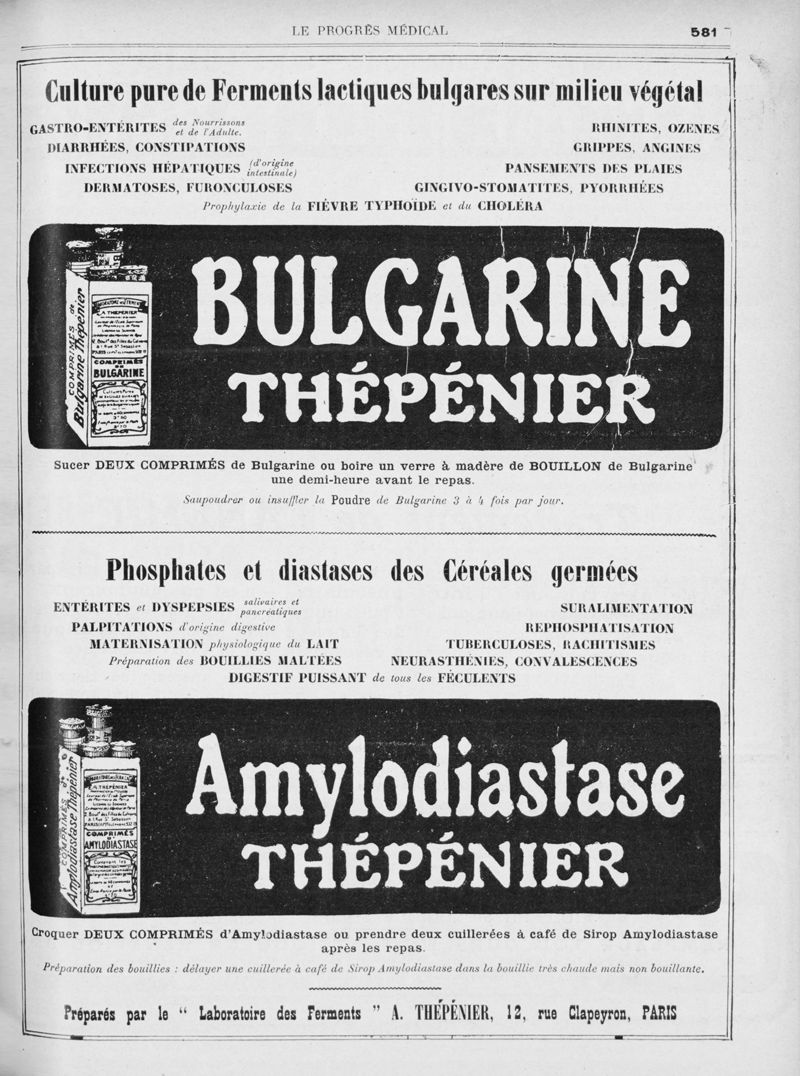 LE PROGRÈS MÉDICAL
581
Culture pure de Ferments lactiques bulgares sur milieu végétal
GASTRO-ENTÉRITES des Nourrissons et de l'Adulte.
DIARRHÉES, CONSTIPATIONS
INFECTIONS HÉPATIQUES (d'origine intestinale)
DERMATOSES, FURONCULOSES
RHINITES, OZENES
GRIPPES, ANGINES
PANSEMENTS DES PLAIES
GINGIVO-STOMATITES, PYORRHÉES
Prophylaxie de la FIÈVRE TYPHOÏDE et du CHOLÉRA
COMPRIMÉS de
Bulgarine Thépenier
A. THÉPÉNIER
COMPRIMÉS
BULGARINE
BULGARINE
THÉPÉNIER
Sucer DEUX COMPRIMÉS de Bulgarine ou boire un verre à madère de BOUILLON de Bulgarine
une demi-heure avant le repas.
Saupoudrer ou insuffler la Poudre de Bulgarine 3 à 4 fois par jour.
Phosphates et diastases des Céréales germées
ENTÉRITES et DYSPEPSIES salivaires et pancréatiques
PALPITATIONS d'origine digestive
MATERNISATION physiologique du LAIT
Préparation des BOUILLIES MALTÉES
SURALIMENTATION
REPHOSPHATISATION
TUBERCULOSES, RACHITISMES
NEURASTHÉNIES, CONVALESCENCES
DIGESTIF PUISSANT de tous les FÉCULENTS
COMPRIMÉS d'
Amylodiastase Thépenier
A. THÉPÉNIER
COMPRIMÉS
AMYLODIASTASE
Amylodiastase
THÉPÉNIER
Croquer DEUX COMPRIMÉS d'Amylodiastase ou prendre deux cuillerées à café de Sirop Amylodiastase
après les repas.
Préparation des bouillies : délayer une cuillerée à café de Sirop Amylodiastase dans la bouillie très chaude mais non bouillante.
Préparés par le " Laboratoire des Ferments " A. THÉPÉNIER, 12, rue Clapeyron, PARIS